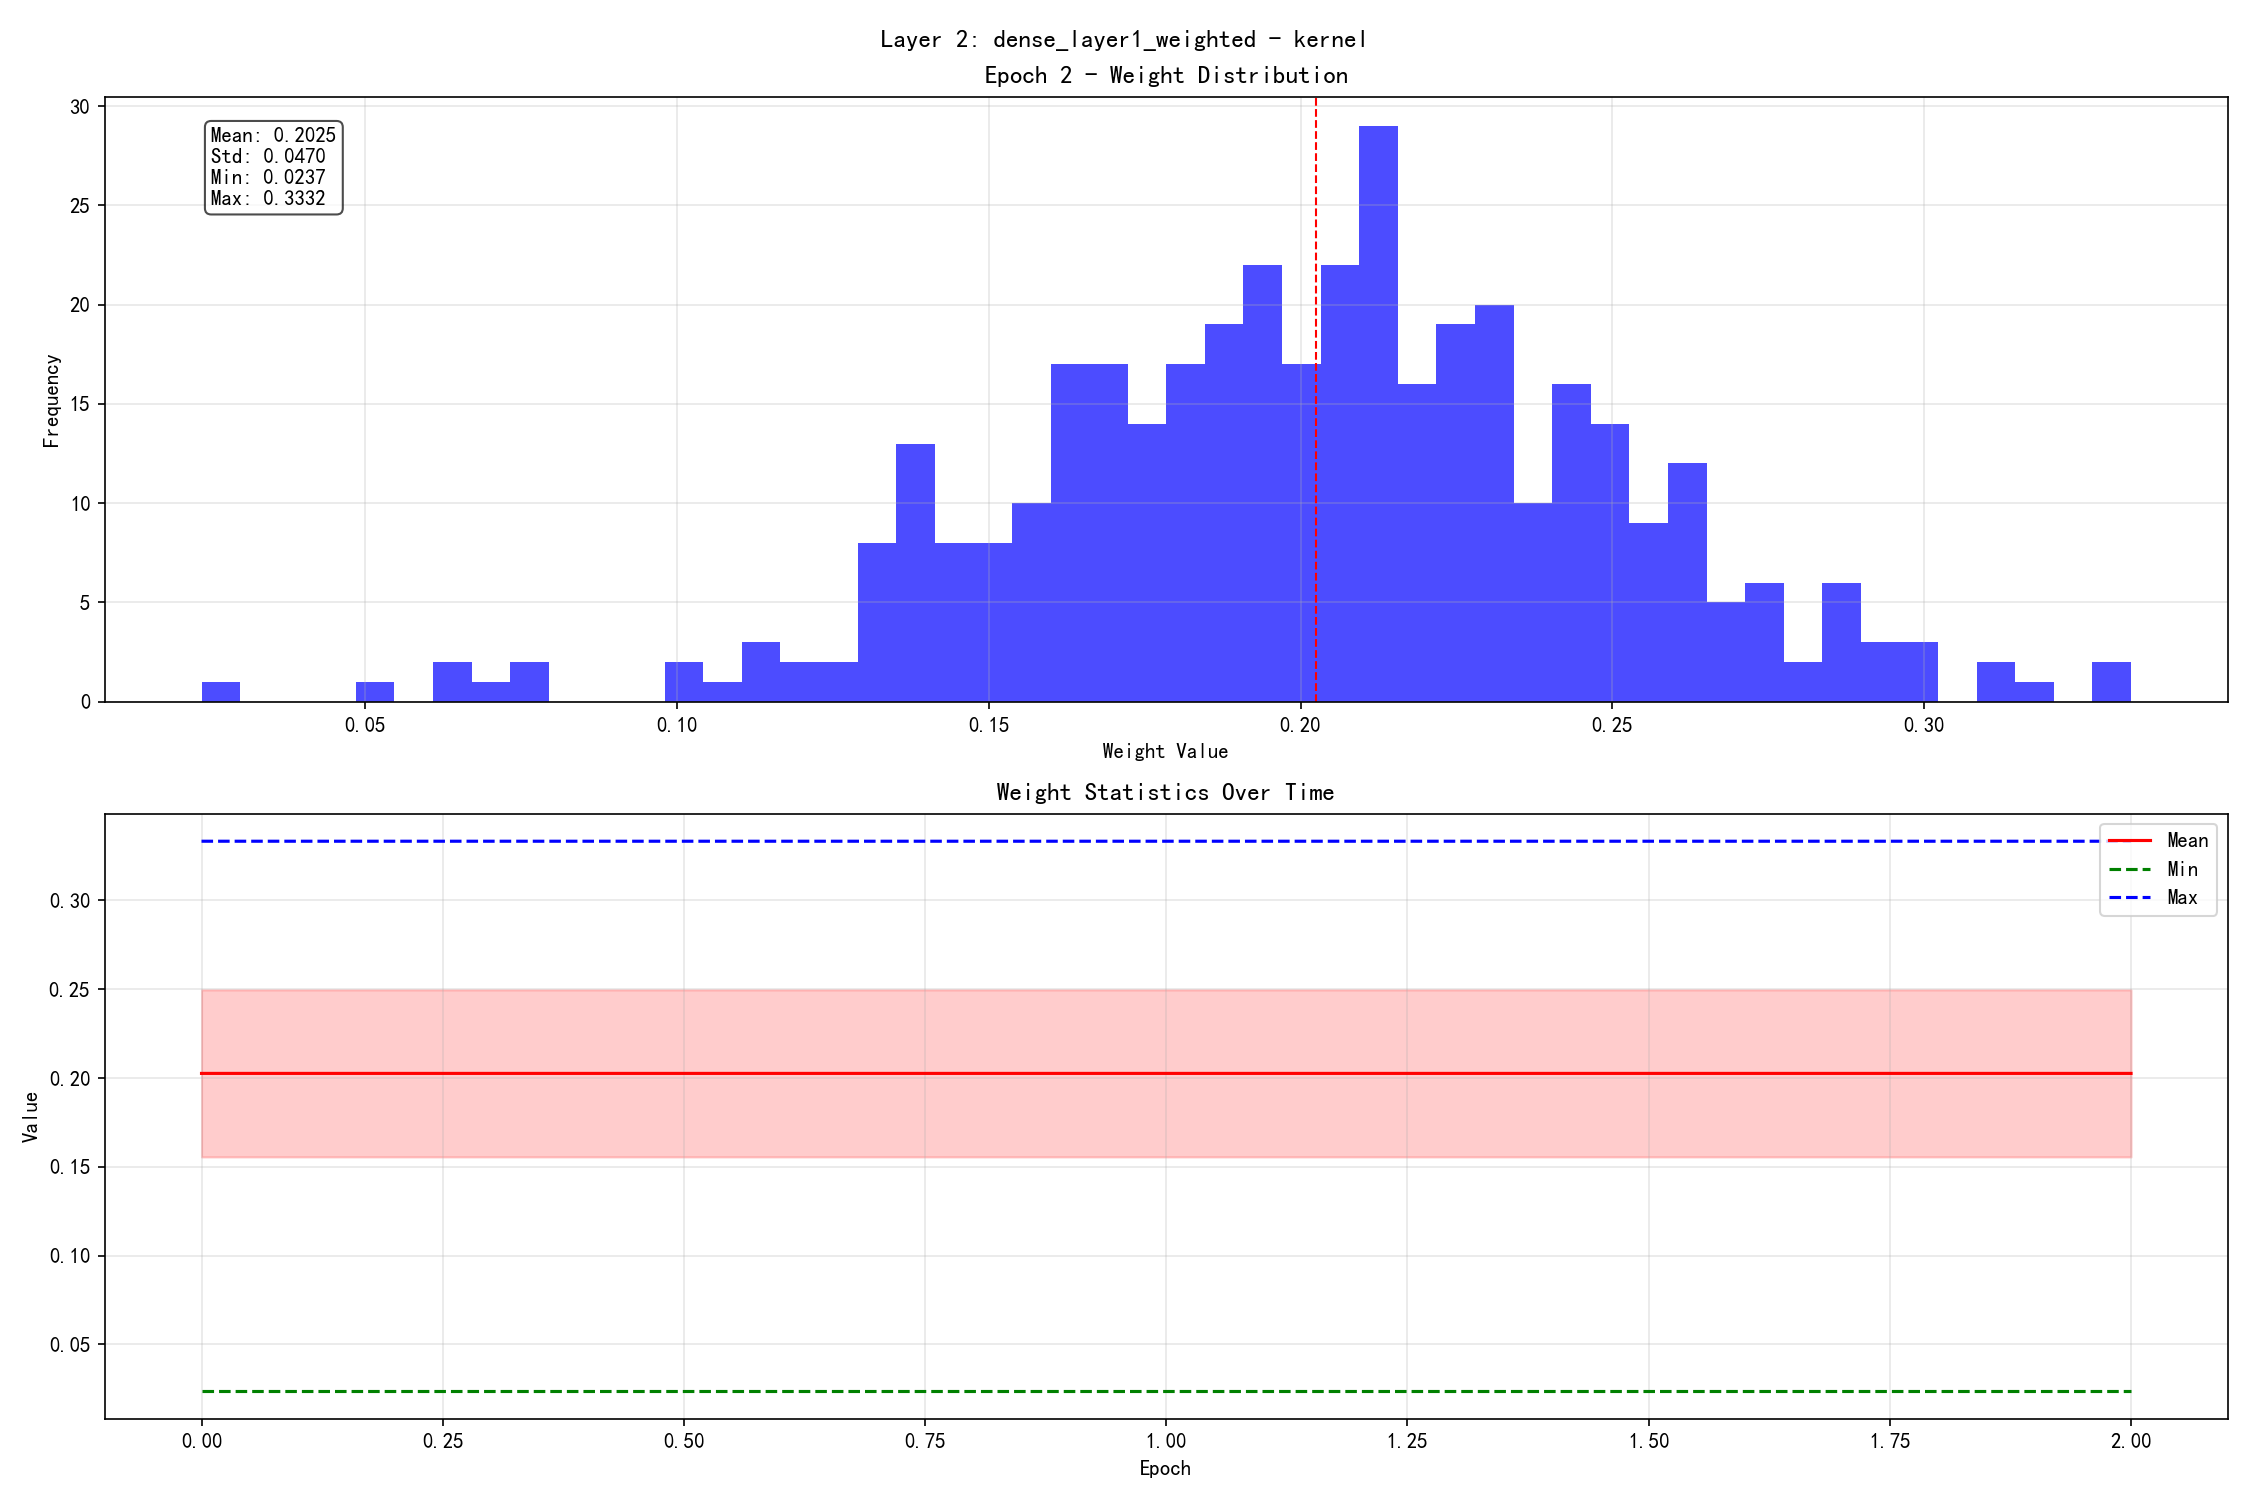 Layer 2: dense_layer1_weighted - kernel
Epoch 2 - Weight Distribution
30
25
20
15
10
5
0
Frequency
Mean: 0.2025
Std: 0.0470
Min: 0.0237
Max: 0.3332
0.05 0.10 0.15 0.20 0.25 0.30
Weight Value
Weight Statistics Over Time
0.30
0.25
0.20
0.15
0.10
0.05
Value
Mean
Min
Max
0.00 0.25 0.50 0.75 1.00 1.25 1.50 1.75 2.00
Epoch